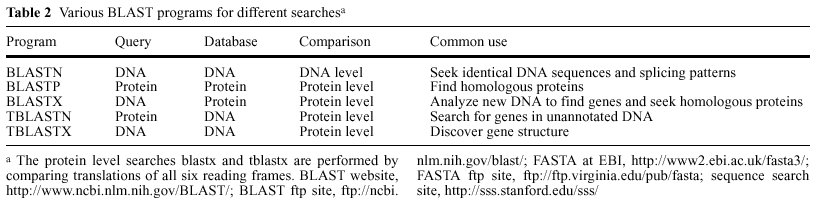 Table 2 Various BLAST programs for different searchesa
Program Query Database Comparison Common use
BLASTN DNA DNA DNA level Seek identical DNA sequences and splicing patterns
BLASTP Protein Protein Protein level Find homologous proteins
BLASTX DNA Protein Protein level Analyze new DNA to find genes and seek homologous proteins
TBLASTN Protein DNA Protein level Search for genes in unannotated DNA
TBLASTX DNA DNA Protein level Discover gene structure
a The protein level searches blastx and tblastx are performed by
comparing translations of all six reading frames. BLAST website,
http://www.ncbi.nlm.nih.gov/BLAST/; BLAST ftp site, ftp://ncbi.
nlm.nih.gov/blast/; FASTA at EBI, http://www2.ebi.ac.uk/fasta3/;
FASTA ftp site, ftp://ftp.virginia.edu/pub/fasta; sequence search
site, http://sss.stanford.edu/sss/